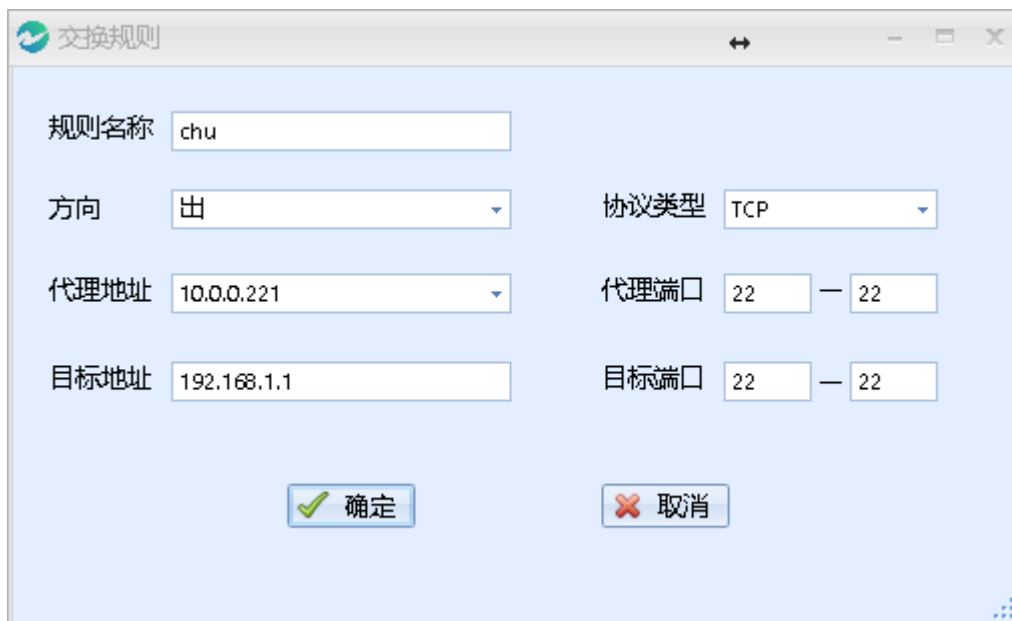 交换规则
规则名称 chu
方向 出 协议类型 TCP
代理地址 10.0.0.221 代理端口 22 — 22
目标地址 192.168.1.1 目标端口 22 — 22
确定 取消